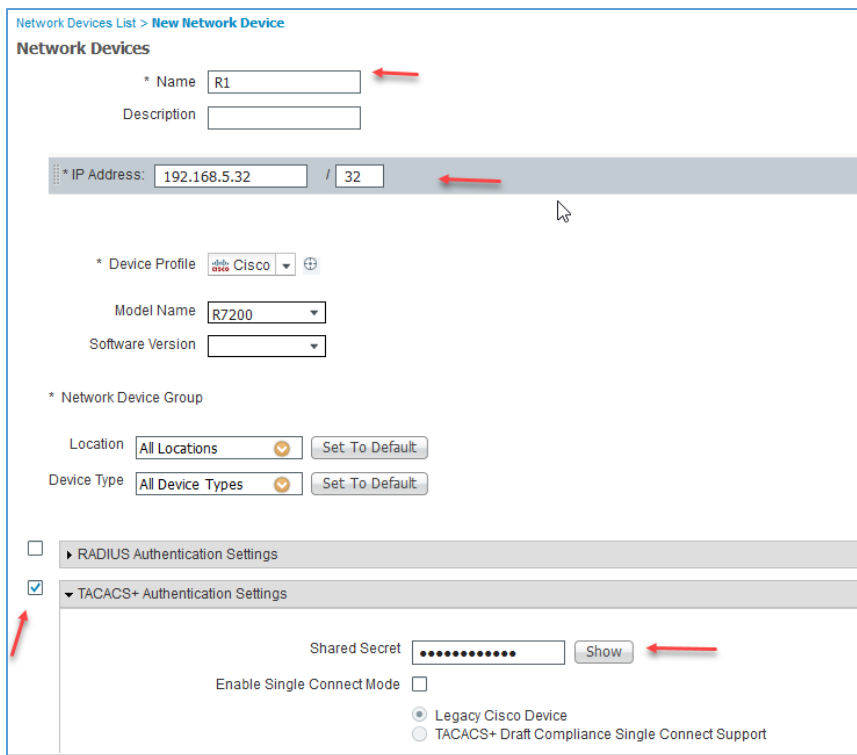 Network Devices List > New Network Device
Network Devices
* Name R1
Description
* IP Address: 192.168.5.32 / 32
* Device Profile cisco Cisco
Model Name R7200
Software Version
* Network Device Group
Location All Locations Set To Default
Device Type All Device Types Set To Default
RADIUS Authentication Settings
TACACS+ Authentication Settings
Shared Secret •••••••••••• Show
Enable Single Connect Mode
Legacy Cisco Device
TACACS+ Draft Compliance Single Connect Support